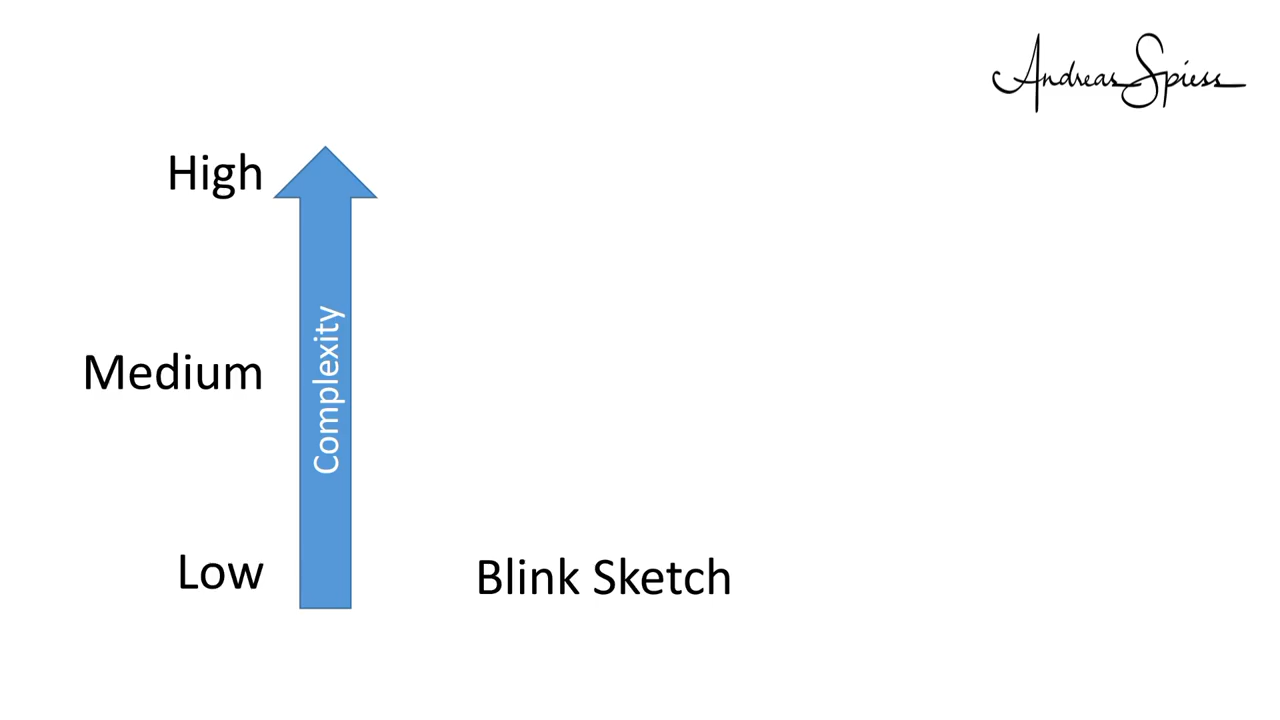 Andreas Spiess
High
Complexity
Medium
Low
Blink Sketch